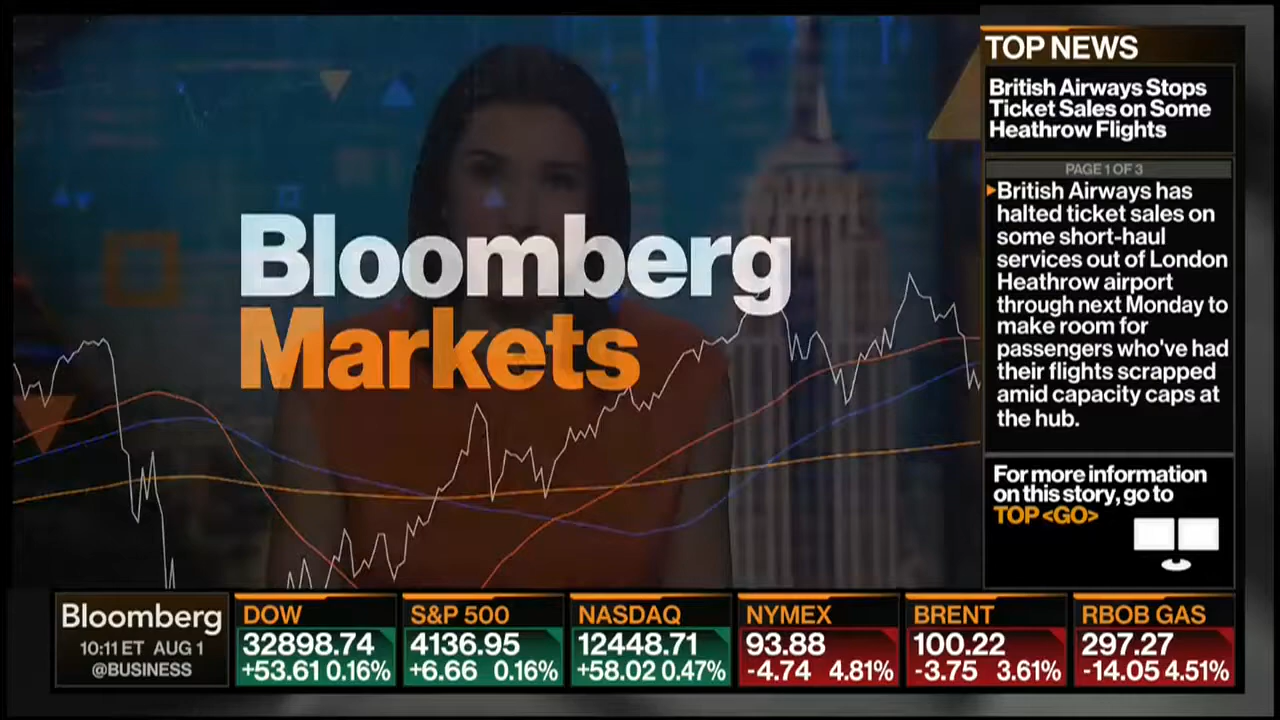 Bloomberg
Markets
TOP NEWS
British Airways Stops
Ticket Sales on Some
Heathrow Flights
PAGE 1 OF 3
British Airways has
halted ticket sales on
some short-haul
services out of London
Heathrow airport
through next Monday to
make room for
passengers who've had
their flights scrapped
amid capacity caps at
the hub.
For more information
on this story, go to
TOP <GO>
Bloomberg
10:11 ET AUG 1
@BUSINESS
DOW
32898.74
+53.61 0.16%
S&P 500
4136.95
+6.66 0.16%
NASDAQ
12448.71
+58.02 0.47%
NYMEX
93.88
-4.74 4.81%
BRENT
100.22
-3.75 3.61%
RBOB GAS
297.27
-14.05 4.51%